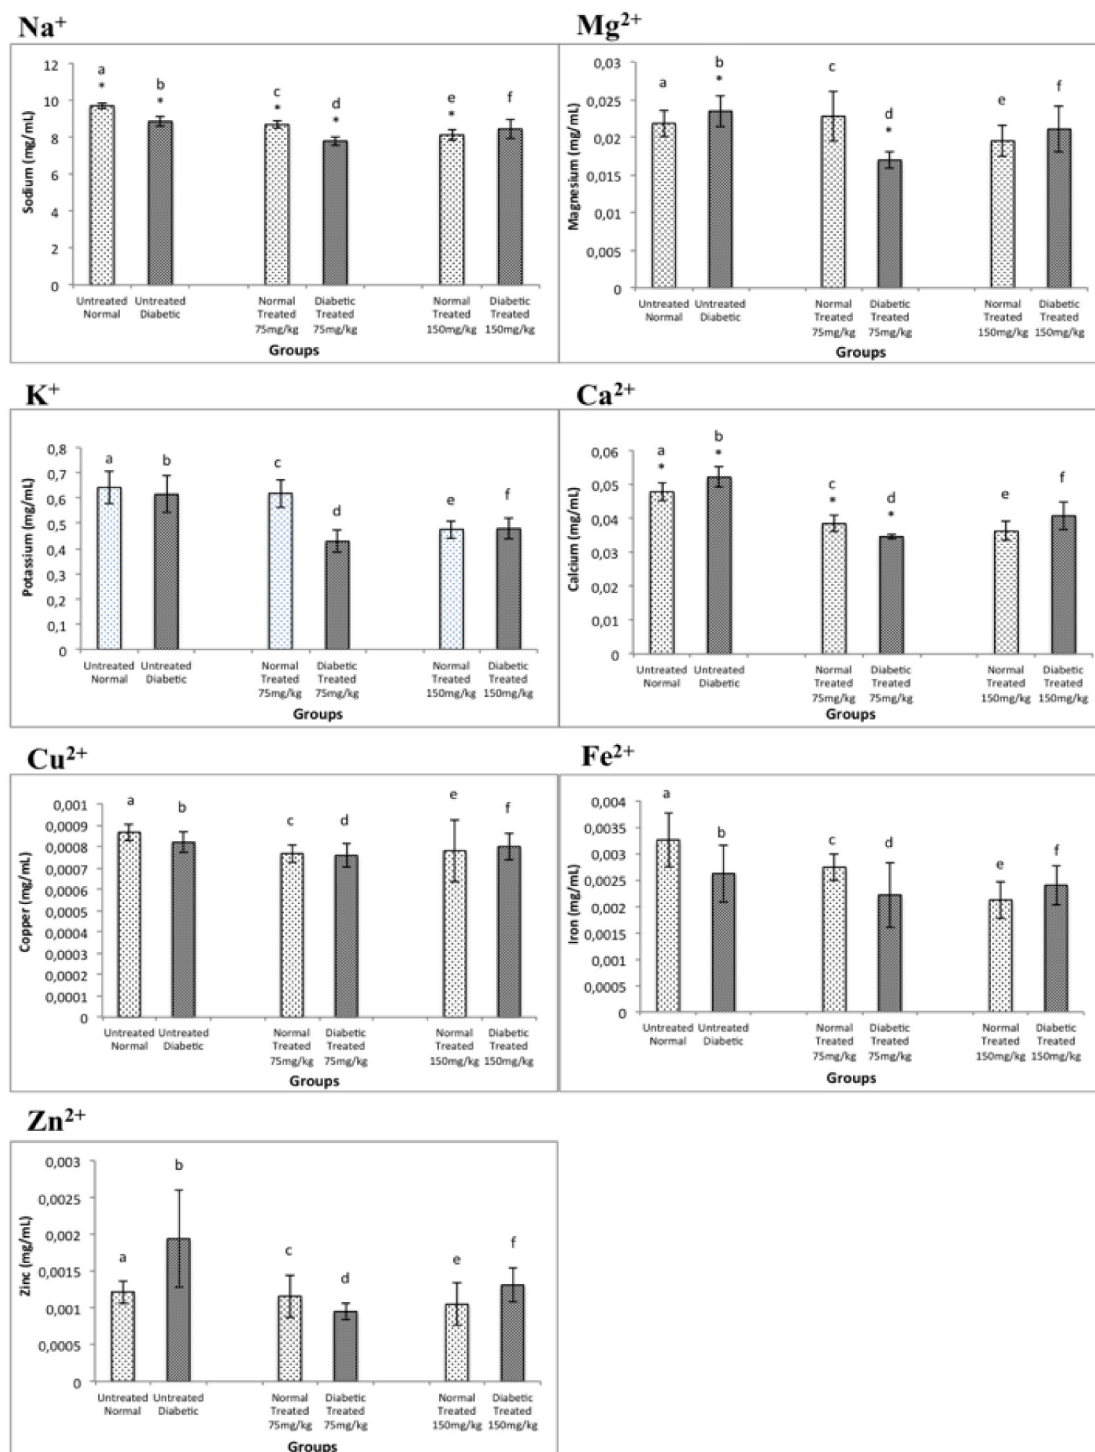 Na+
12
10
8
6
4
2
0
Sodium (mg/mL)
a
*
b
*
c
*
d
*
e
*
f
Untreated Normal
Untreated Diabetic
Normal Treated 75mg/kg
Diabetic Treated 75mg/kg
Normal Treated 150mg/kg
Diabetic Treated 150mg/kg
Groups
Mg2+
0,03
0,025
0,02
0,015
0,01
0,005
0
Magnesium (mg/mL)
a
b
*
c
d
*
e
f
Untreated Normal
Untreated Diabetic
Normal Treated 75mg/kg
Diabetic Treated 75mg/kg
Normal Treated 150mg/kg
Diabetic Treated 150mg/kg
Groups
K+
0,8
0,7
0,6
0,5
0,4
0,3
0,2
0,1
0
Potassium (mg/mL)
a
b
c
d
e
f
Untreated Normal
Untreated Diabetic
Normal Treated 75mg/kg
Diabetic Treated 75mg/kg
Normal Treated 150mg/kg
Diabetic Treated 150mg/kg
Groups
Ca2+
0,06
0,05
0,04
0,03
0,02
0,01
0
Calcium (mg/mL)
a
*
b
*
c
*
d
*
e
f
Untreated Normal
Untreated Diabetic
Normal Treated 75mg/kg
Diabetic Treated 75mg/kg
Normal Treated 150mg/kg
Diabetic Treated 150mg/kg
Groups
Cu2+
0,001
0,0009
0,0008
0,0007
0,0006
0,0005
0,0004
0,0003
0,0002
0,0001
0
Copper (mg/mL)
a
b
c
d
e
f
Untreated Normal
Untreated Diabetic
Normal Treated 75mg/kg
Diabetic Treated 75mg/kg
Normal Treated 150mg/kg
Diabetic Treated 150mg/kg
Groups
Fe2+
0,004
0,0035
0,003
0,0025
0,002
0,0015
0,001
0,0005
0
Iron (mg/mL)
a
b
c
d
e
f
Untreated Normal
Untreated Diabetic
Normal Treated 75mg/kg
Diabetic Treated 75mg/kg
Normal Treated 150mg/kg
Diabetic Treated 150mg/kg
Groups
Zn2+
0,003
0,0025
0,002
0,0015
0,001
0,0005
0
Zinc (mg/mL)
a
b
c
d
e
f
Untreated Normal
Untreated Diabetic
Normal Treated 75mg/kg
Diabetic Treated 75mg/kg
Normal Treated 150mg/kg
Diabetic Treated 150mg/kg
Groups